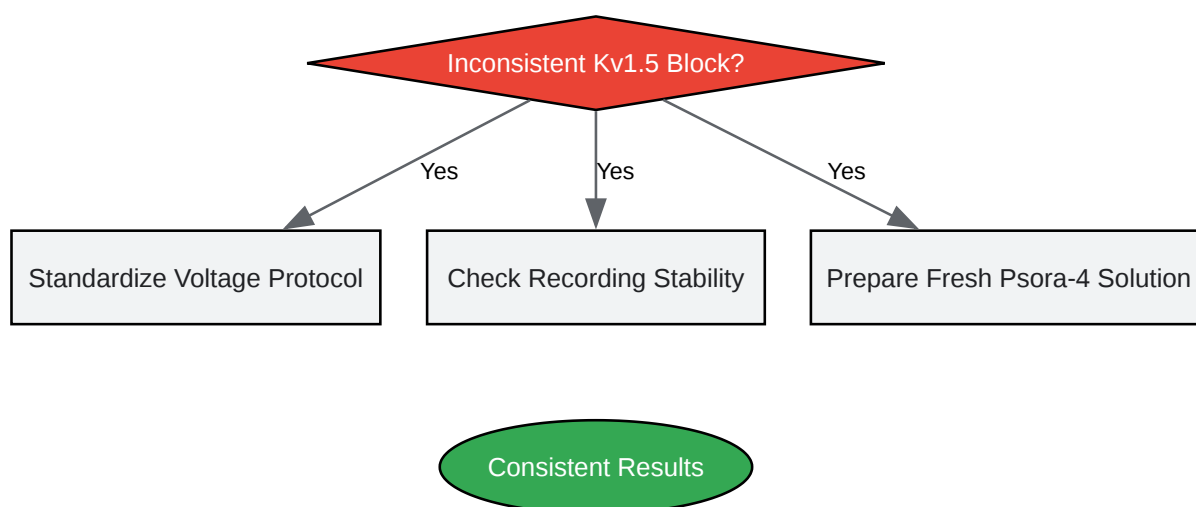 Inconsistent Kv1.5 Block?
Yes
Yes
Yes
Standardize Voltage Protocol
Check Recording Stability
Prepare Fresh Psora-4 Solution
Consistent Results